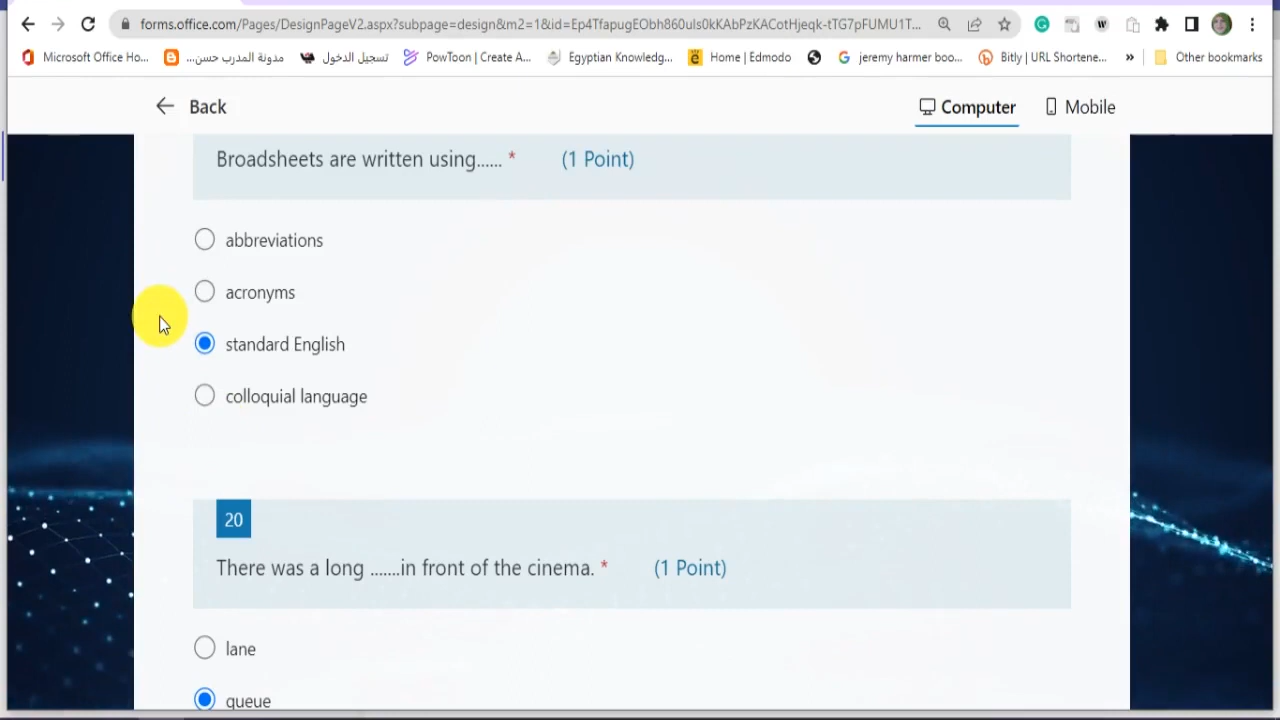 forms.office.com/Pages/DesignPageV2.aspx?subpage=design&m2=1&id=Ep4TfapugEObh860uls0kKAsPzKACotHjeqk-tTG7pFUMU1T...
Microsoft Office Ho...
مدونة المدرب حسن...
تسجيل الدخول
PowToon | Create A...
Egyptian Knowledg...
Home | Edmodo
jeremy harmer boo...
Bitly | URL Shortene...
»
Other bookmarks
Back
Computer
Mobile
Broadsheets are written using...... * (1 Point)
abbreviations
acronyms
standard English
colloquial language
20
There was a long .......in front of the cinema. * (1 Point)
lane
queue